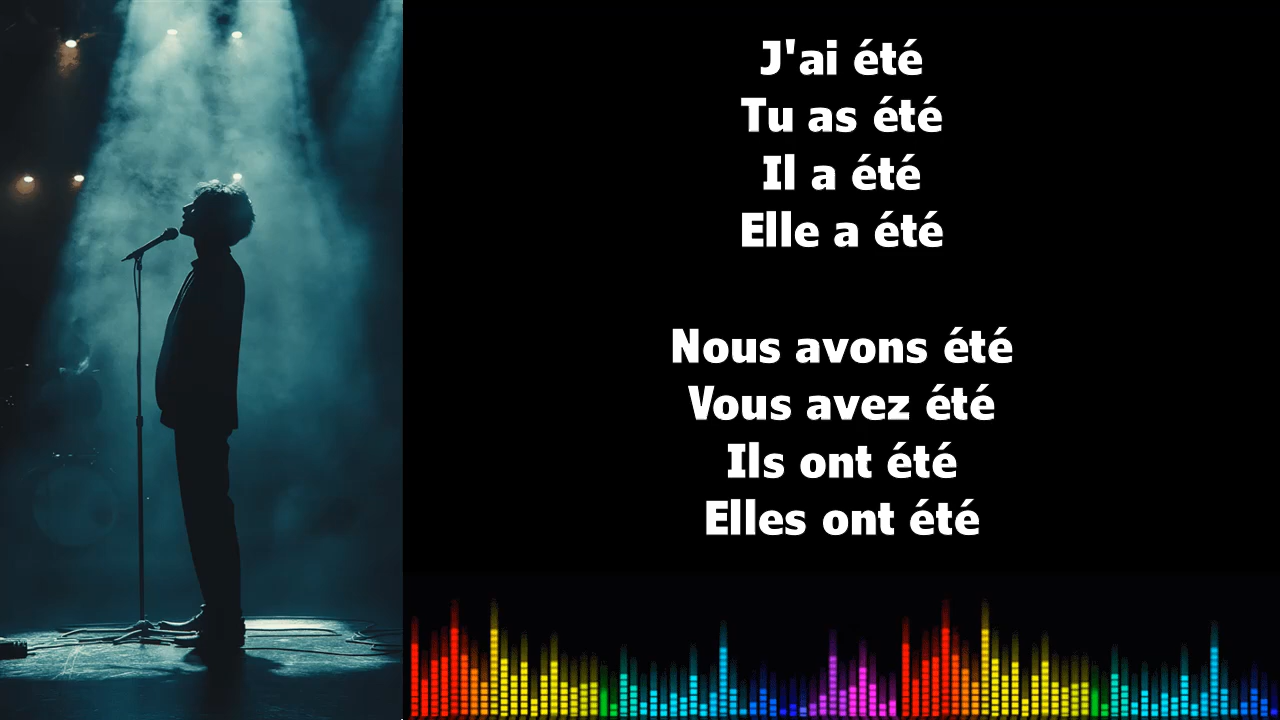 J'ai été
Tu as été
Il a été
Elle a été
Nous avons été
Vous avez été
Ils ont été
Elles ont été